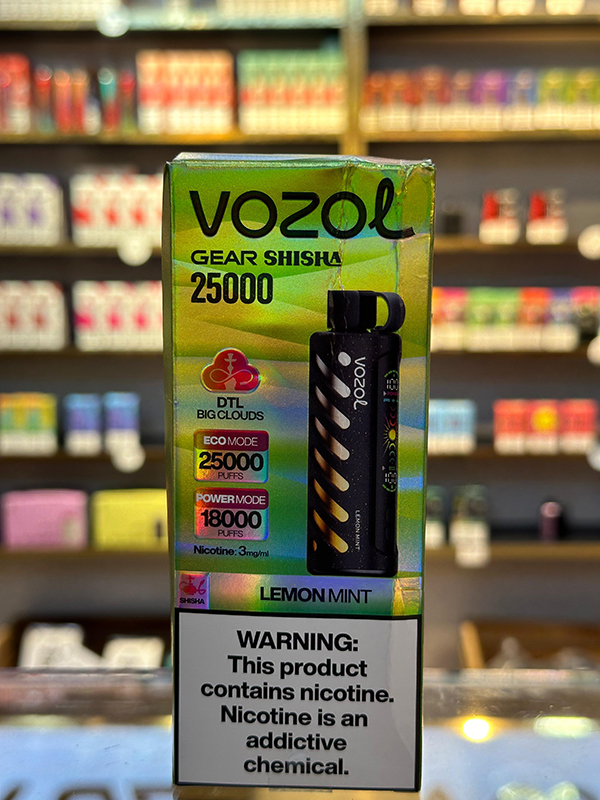 VOZOL
GEAR SHISHA
25000
DTL
BIG CLOUDS
ECO MODE
25000
PUFFS
POWER MODE
18000
PUFFS
Nicotine: 3mg/ml
VOZOL
LEMON MINT
SHISHA
LEMON MINT
WARNING:
This product
contains nicotine.
Nicotine is an
addictive
chemical.